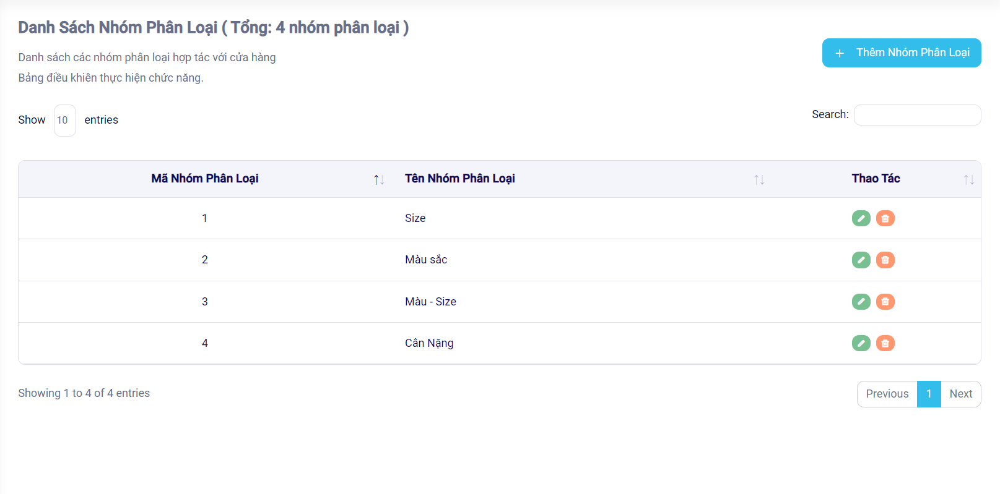 Danh Sách Nhóm Phân Loại ( Tổng: 4 nhóm phân loại )
Danh sách các nhóm phân loại hợp tác với cửa hàng
Bảng điều khiên thực hiện chức năng.
+ Thêm Nhóm Phân Loại
Show 10 entries
Search:
Mã Nhóm Phân Loại Tên Nhóm Phân Loại Thao Tác
1 Size
2 Màu sắc
3 Màu - Size
4 Cân Nặng
Showing 1 to 4 of 4 entries
Previous 1 Next